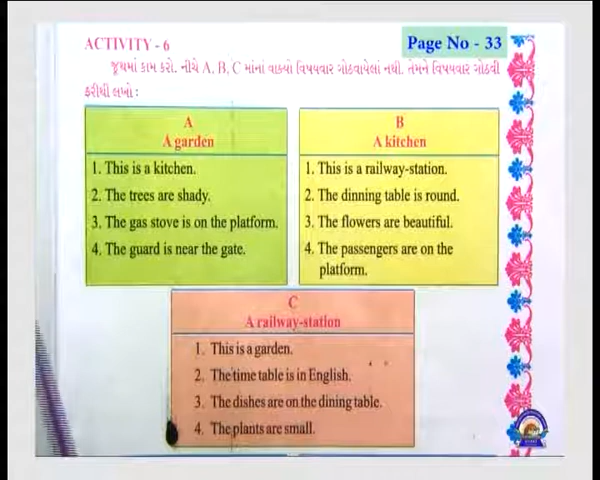 ACTIVITY - 6
Page No - 33
જૂથમાં કામ કરો. નીચે A, B, C માંનાં વાક્યો વિષયવાર ગોઠવાયેલાં નથી. તેમને વિષયવાર ગોઠવી
ફરીથી લખો :
A
A garden
1. This is a kitchen.
2. The trees are shady.
3. The gas stove is on the platform.
4. The guard is near the gate.
B
A kitchen
1. This is a railway-station.
2. The dinning table is round.
3. The flowers are beautiful.
4. The passengers are on the
platform.
C
A railway-station
1. This is a garden.
2. The time table is in English.
3. The dishes are on the dining table.
4. The plants are small.